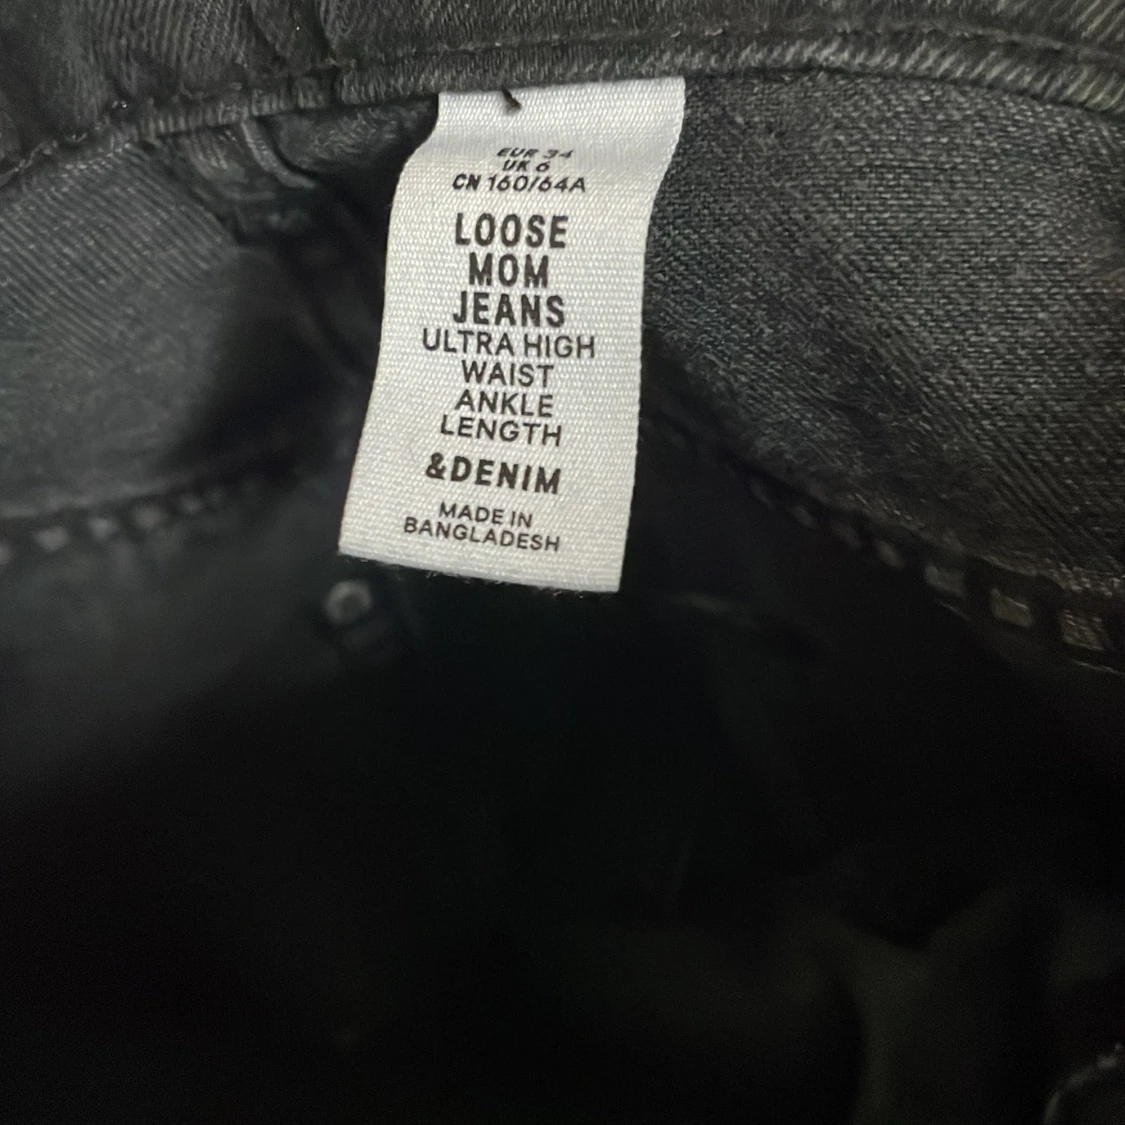 EUR 34
UK 6
CN 160/64A
LOOSE
MOM
JEANS
ULTRA HIGH
WAIST
ANKLE
LENGTH
&DENIM
MADE IN
BANGLADESH